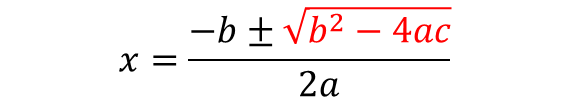 x = (-b ± √(b² − 4ac)) / 2a